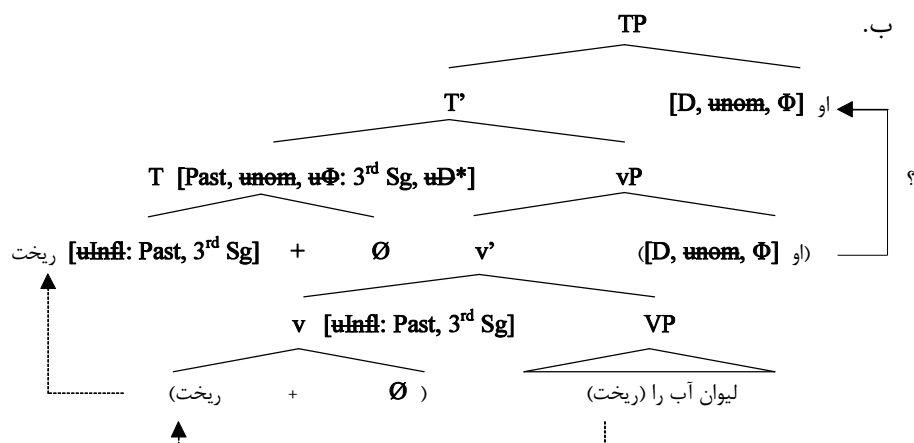 ب. TP
T’ [D, unom, Φ] او
T [Past, unom, uΦ: 3rd Sg, uD*] vP ؟
ریخت [uInfl: Past, 3rd Sg] + Ø v’ ([D, unom, Φ] او)
v [uInfl: Past, 3rd Sg] VP
(ریخت + Ø) لیوان آب را (ریخت)